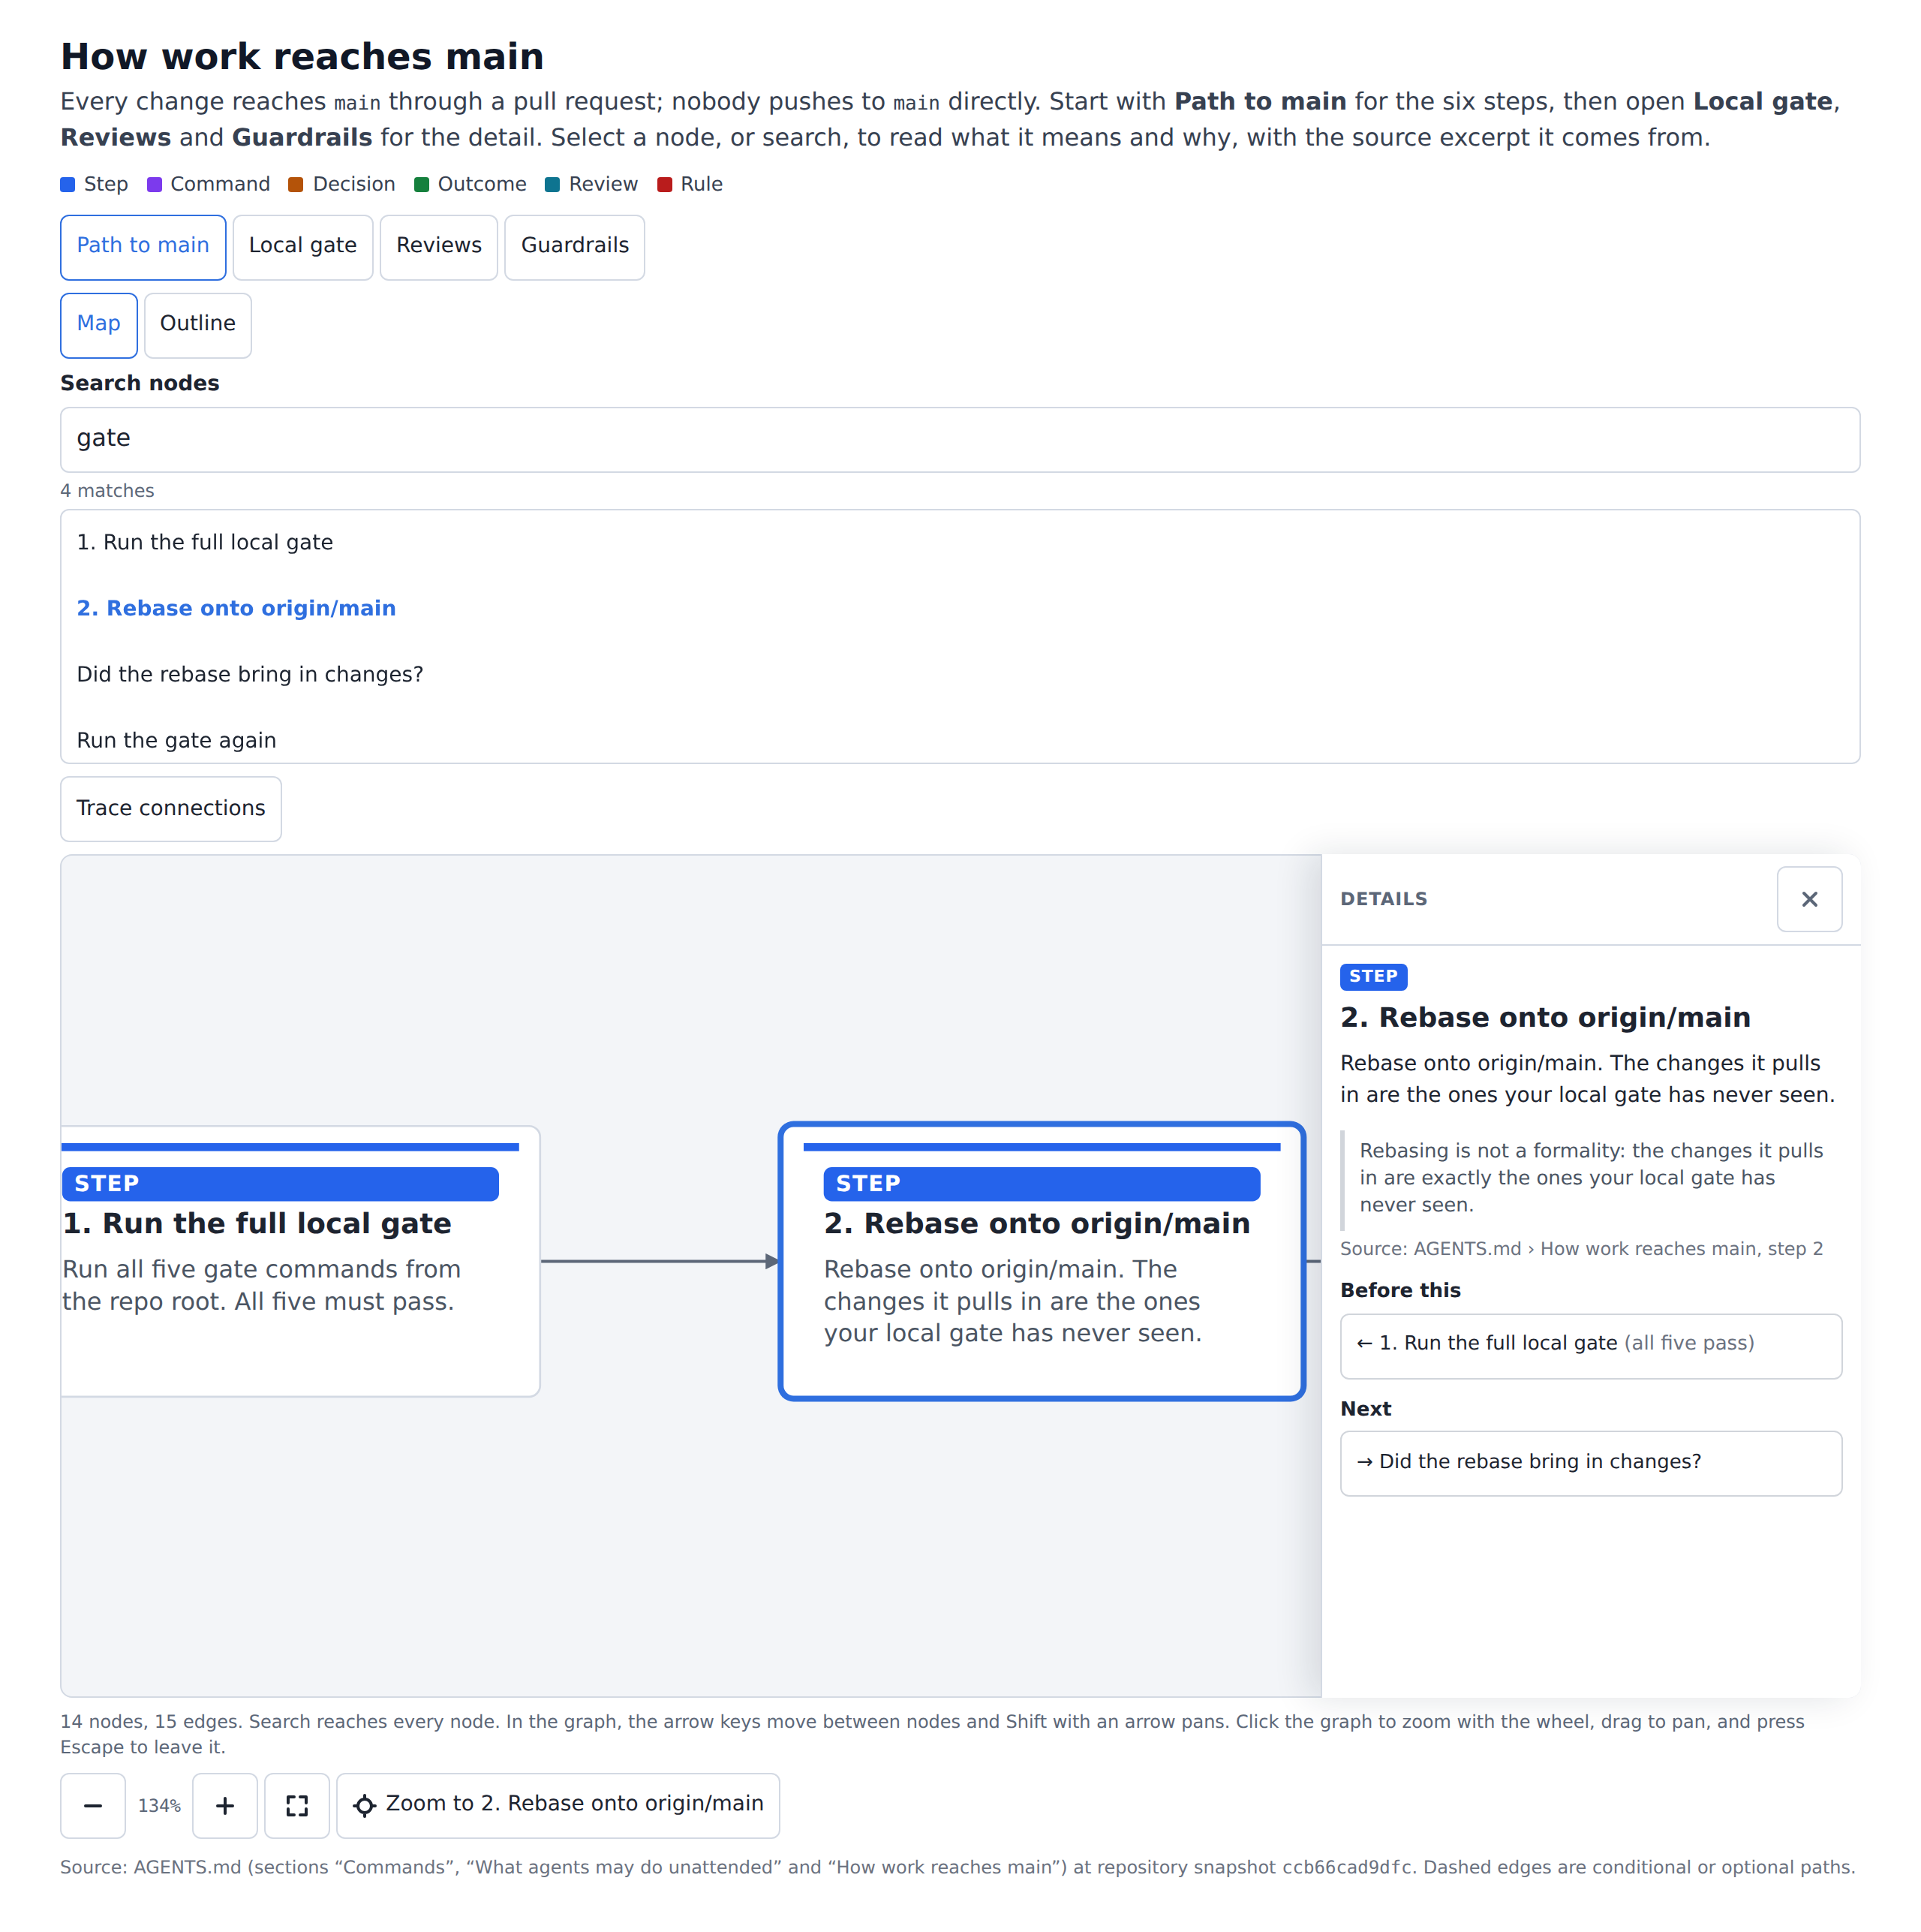 How work reaches main
Every change reaches main through a pull request; nobody pushes to main directly. Start with Path to main for the six steps, then open Local gate,
Reviews and Guardrails for the detail. Select a node, or search, to read what it means and why, with the source excerpt it comes from.
Step Command Decision Outcome Review Rule
Path to main Local gate Reviews Guardrails
Map Outline
Search nodes
gate
4 matches
1. Run the full local gate
2. Rebase onto origin/main
Did the rebase bring in changes?
Run the gate again
Trace connections
STEP
1. Run the full local gate
Run all five gate commands from
the repo root. All five must pass.
STEP
2. Rebase onto origin/main
Rebase onto origin/main. The
changes it pulls in are the ones
your local gate has never seen.
DETAILS
STEP
2. Rebase onto origin/main
Rebase onto origin/main. The changes it pulls
in are the ones your local gate has never seen.
Rebasing is not a formality: the changes it pulls
in are exactly the ones your local gate has
never seen.
Source: AGENTS.md › How work reaches main, step 2
Before this
← 1. Run the full local gate (all five pass)
Next
→ Did the rebase bring in changes?
14 nodes, 15 edges. Search reaches every node. In the graph, the arrow keys move between nodes and Shift with an arrow pans. Click the graph to zoom with the wheel, drag to pan, and press
Escape to leave it.
134%
Zoom to 2. Rebase onto origin/main
Source: AGENTS.md (sections “Commands”, “What agents may do unattended” and “How work reaches main”) at repository snapshot ccb66cad9dfc. Dashed edges are conditional or optional paths.